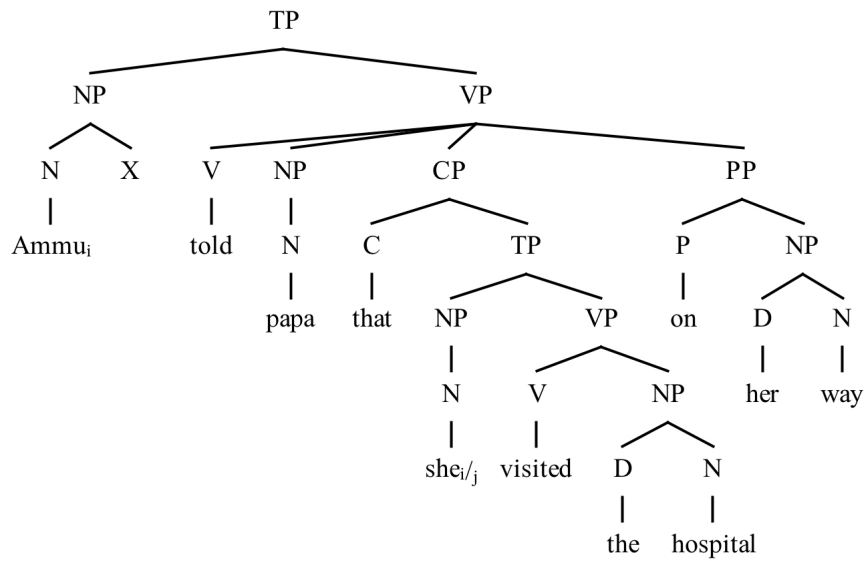 TP
NP VP
N X V NP CP PP
Ammuᵢ told N C TP P NP
papa that NP VP on D N
N V NP her way
sheᵢ/ⱼ visited D N
the hospital